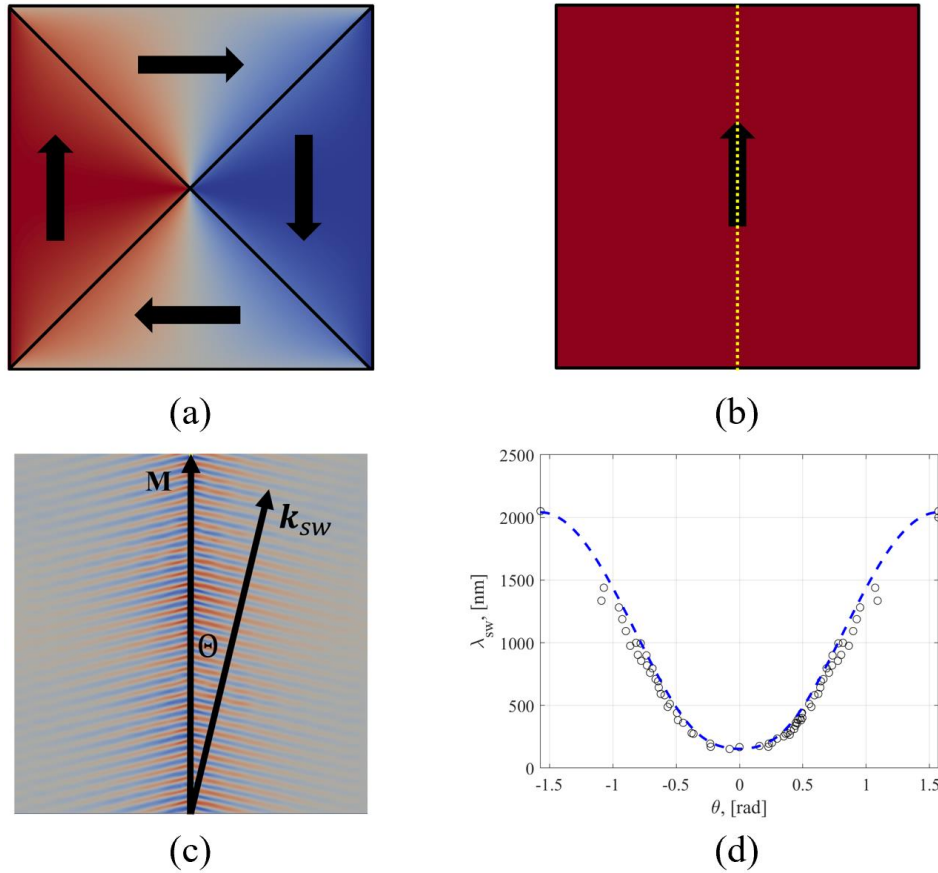 (a)
(b)
M
k_sw
Θ
(c)
λ_sw, [nm]
2500
2000
1500
1000
500
0
-1.5 -1 -0.5 0 0.5 1 1.5
θ, [rad]
(d)